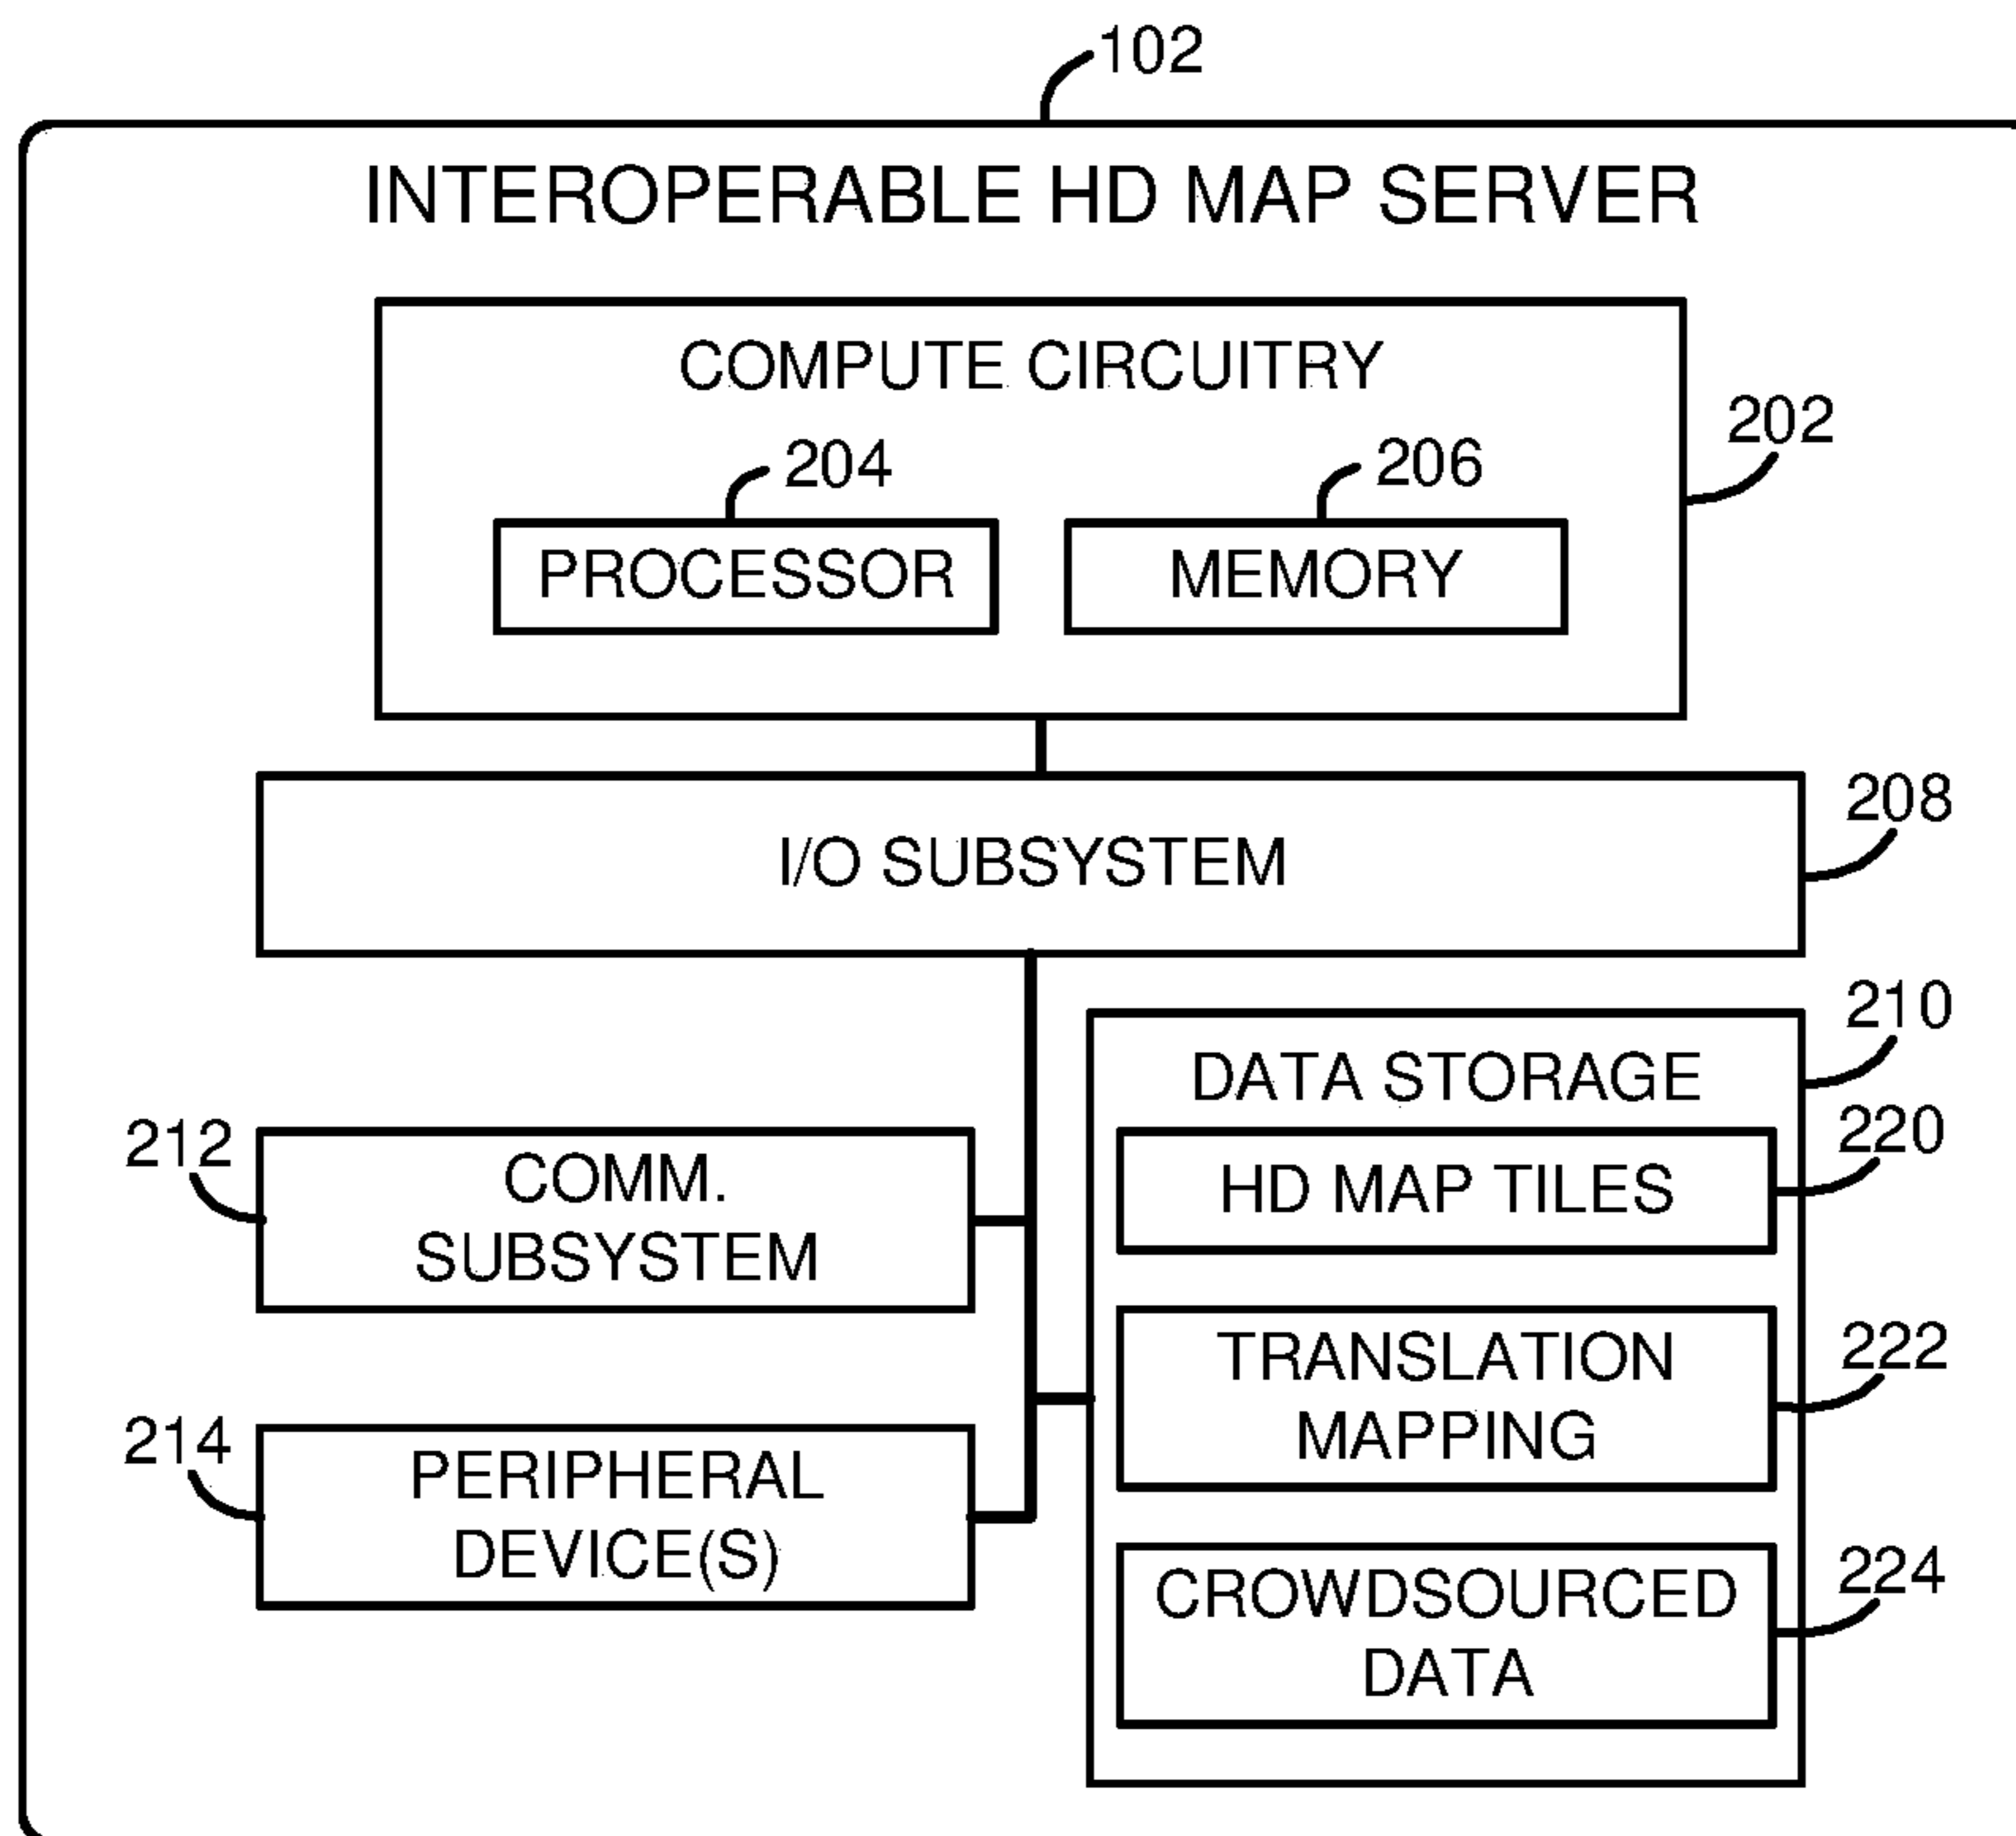 102
INTEROPERABLE HD MAP SERVER
COMPUTE CIRCUITRY
202
204
206
PROCESSOR
MEMORY
208
I/O SUBSYSTEM
210
DATA STORAGE
220
HD MAP TILES
212
COMM.
SUBSYSTEM
222
TRANSLATION
MAPPING
214
PERIPHERAL
DEVICE(S)
224
CROWDSOURCED
DATA